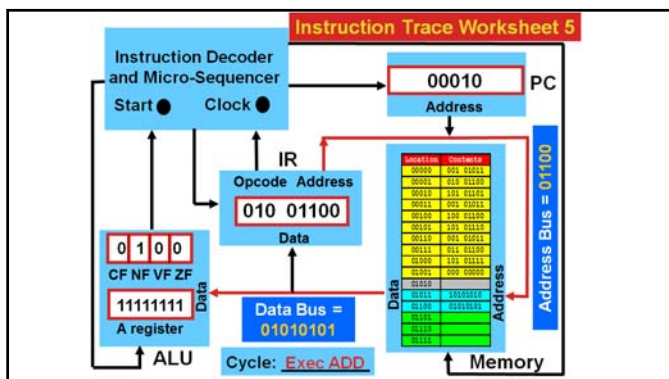 Instruction Trace Worksheet 5
Instruction Decoder
and Micro-Sequencer
Start
Clock
00010
PC
Address
IR
Opcode Address
010 01100
Data
0 1 0 0
CF NF VF ZF
11111111
A register
Data
ALU
Data Bus =
01010101
Cycle: Exec ADD
Location Contents
00000 001 01011
00001 010 01100
00010 101 01101
00011 001 01011
00100 100 01100
00101 101 01110
00110 001 01011
00111 011 01100
01000 101 01111
01001 000 00000
01010
01011 10101010
01100 01010101
01101
01110
01111
Data
Address
Memory
Address Bus = 01100